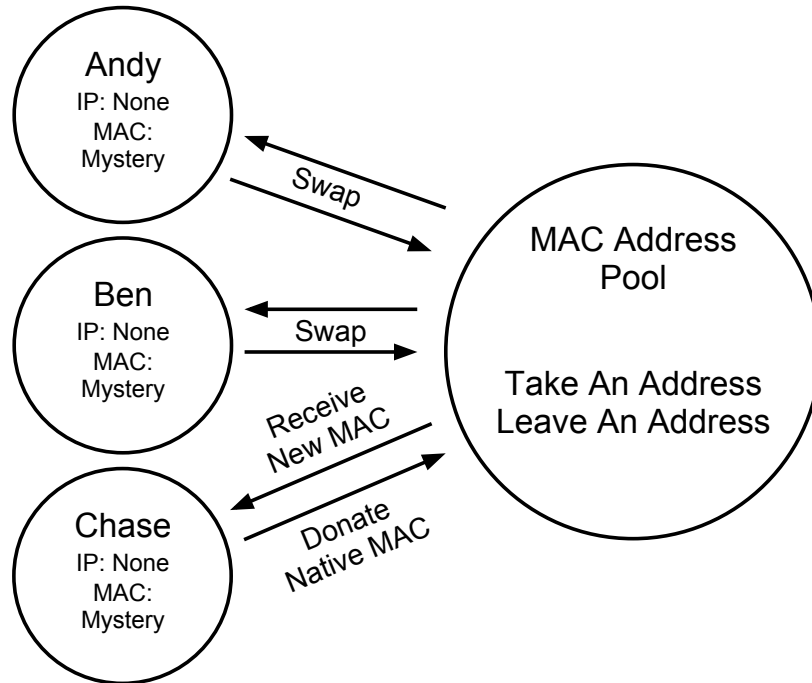 Andy
IP: None
MAC:
Mystery
Swap
Ben
IP: None
MAC:
Mystery
Swap
Receive
New MAC
Donate
Native MAC
Chase
IP: None
MAC:
Mystery
MAC Address
Pool
Take An Address
Leave An Address